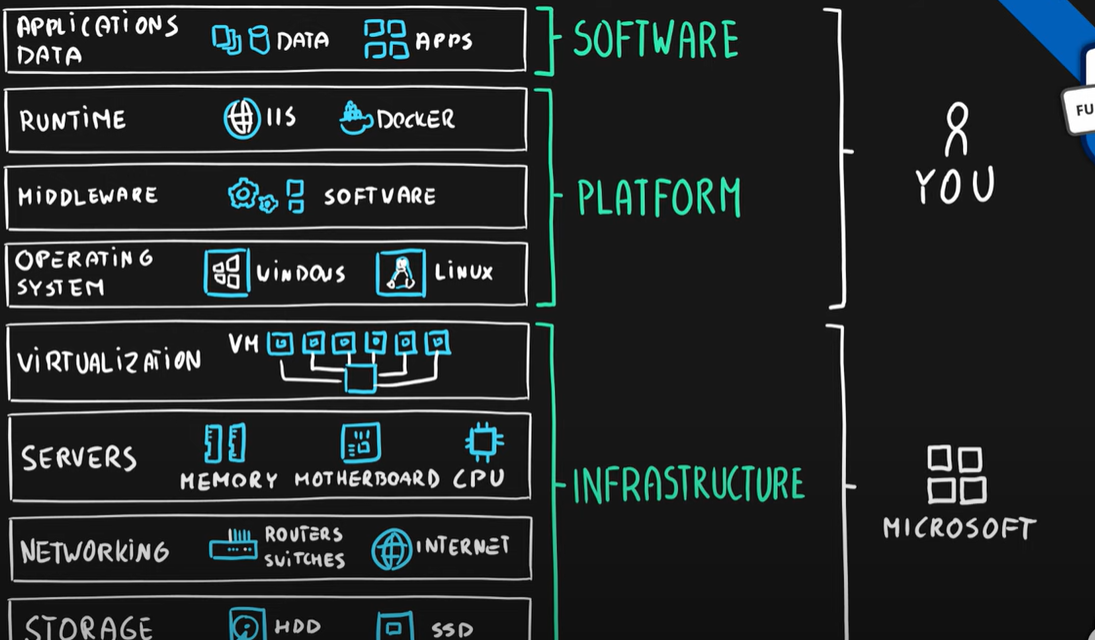 APPLICATIONS
DATA
DATA
APPS
SOFTWARE
RUNTIME
IIS
DOCKER
MIDDLEWARE
SOFTVARE
PLATFORM
OPERATING
SYSTEM
WINDOWS
LINUX
YOU
FU
VIRTUALIZATION
VM
SERVERS
MEMORY
MOTHERBOARD
CPU
INFRASTRUCTURE
MICROSOFT
NETWORKING
ROUTERS
SWITCHES
INTERNET
STORAGE
HDD
SSD